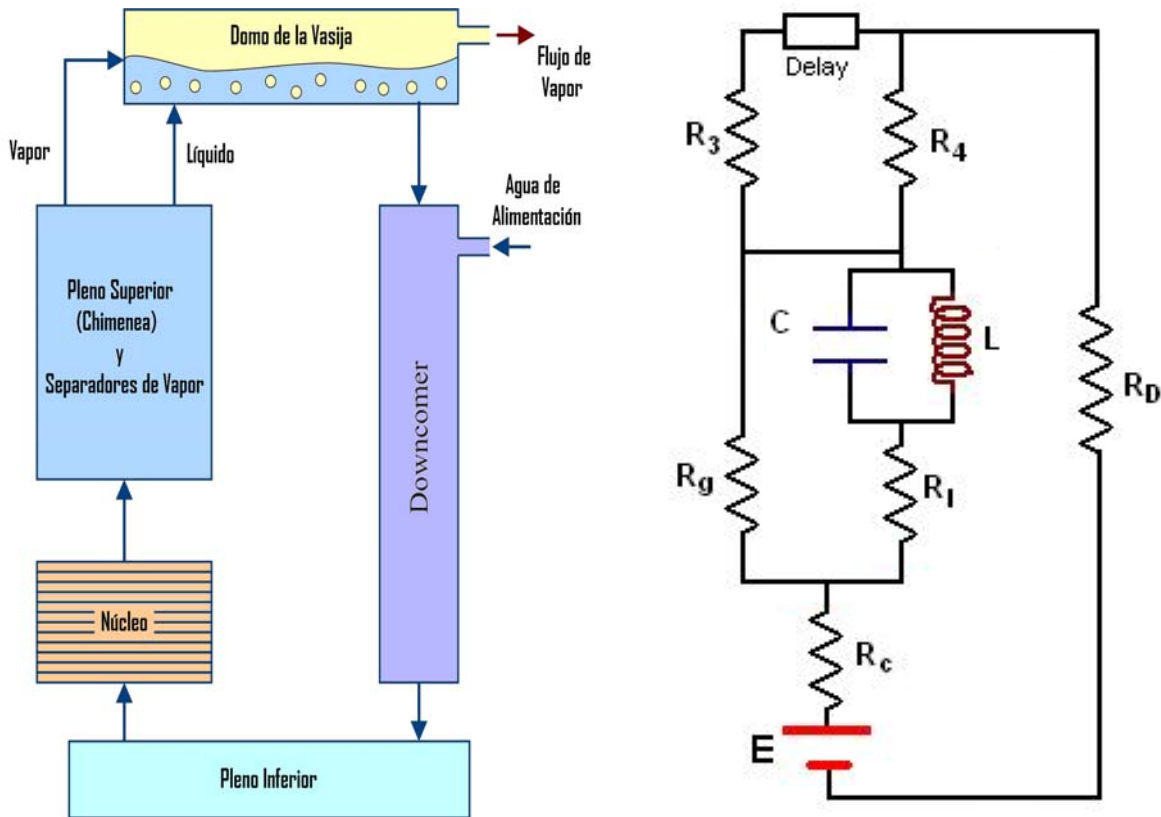 Domo de la Vasija
Flujo de
Vapor
Vapor
Líquido
Agua de
Alimentación
Pleno Superior
(Chimenea)
y
Separadores de Vapor
Downcomer
Núcleo
Pleno Inferior
Delay
R3
R4
C
L
RD
Rg
Rl
Rc
E